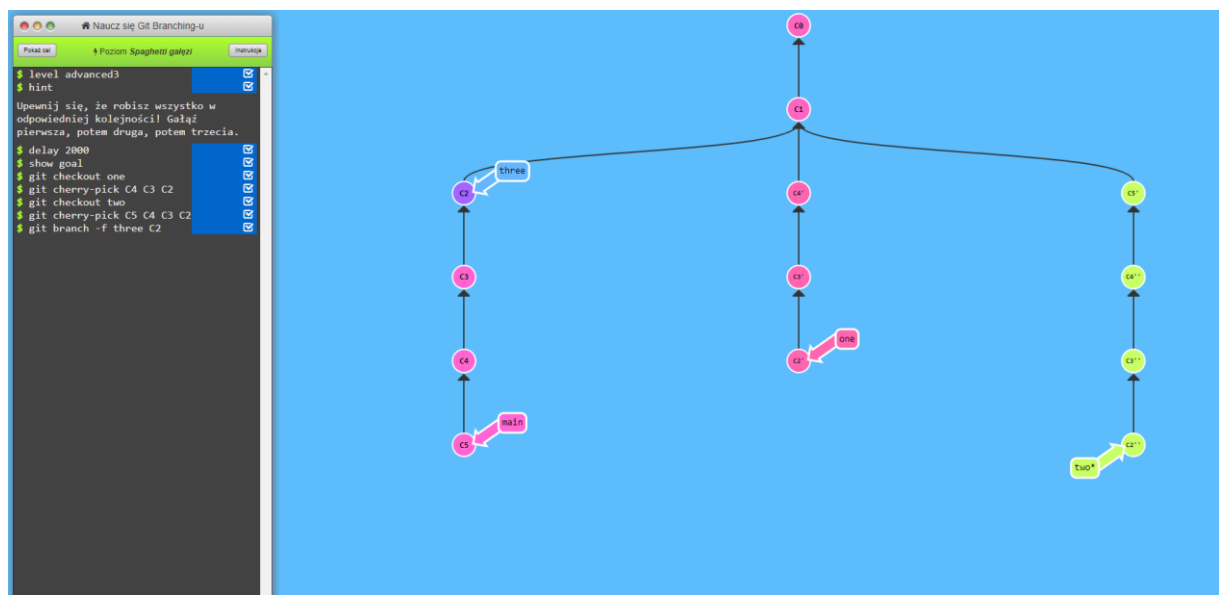 Naucz się Git Branching-u
Pokaż cel
Poziom Spaghetti gałęzi
Instrukcje
$ level advanced3
$ hint
Upewnij się, że robisz wszystko w
odpowiedniej kolejności! Gałąź
pierwsza, potem druga, potem trzecia.
$ delay 2000
$ show goal
$ git checkout one
$ git cherry-pick C4 C3 C2
$ git checkout two
$ git cherry-pick C5 C4 C3 C2
$ git branch -f three C2
C0
C1
three
C2
C4'
C5'
C3
C3'
C4''
one
C4
C2'
C3''
main
C5
C2''
two*